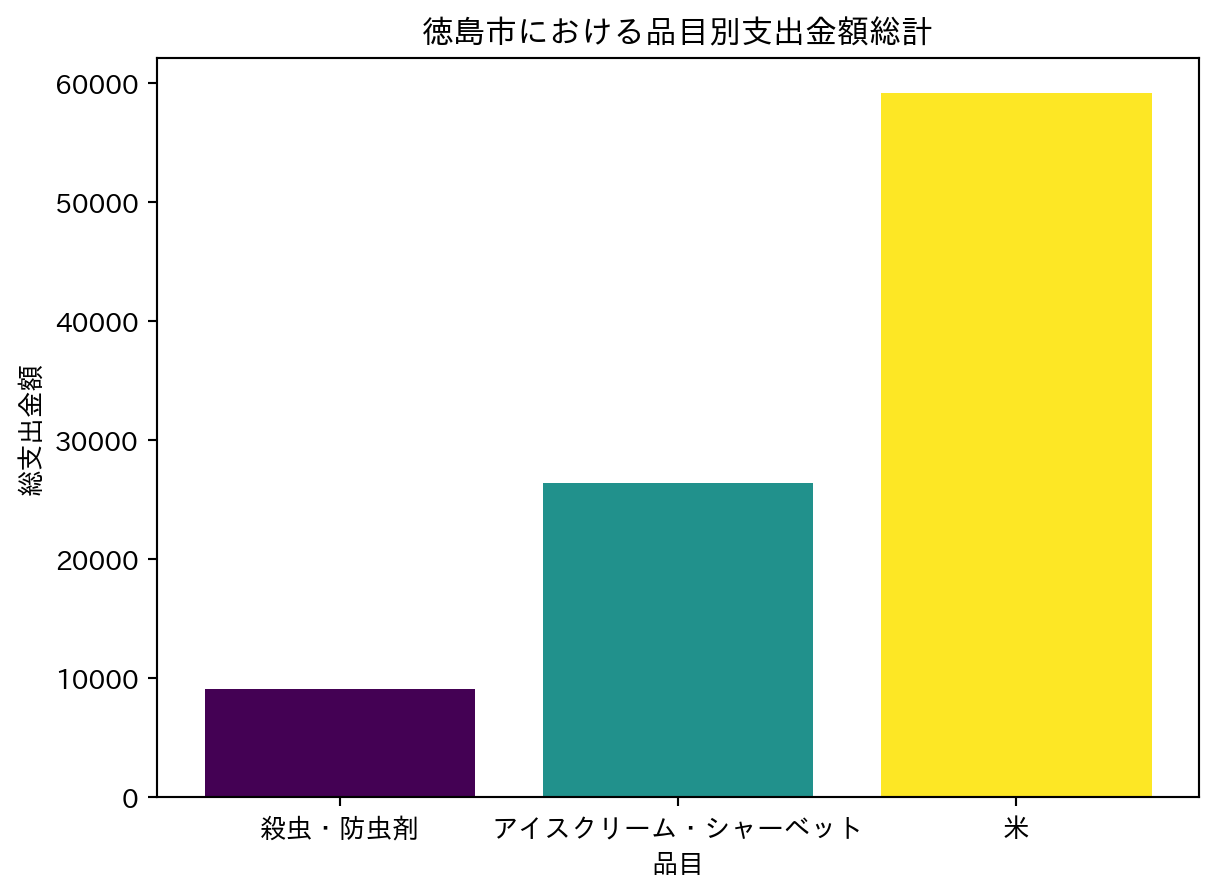 徳島市における品目別支出金額総計
総支出金額
60000
50000
40000
30000
20000
10000
0
殺虫・防虫剤
アイスクリーム・シャーベット
米
品目